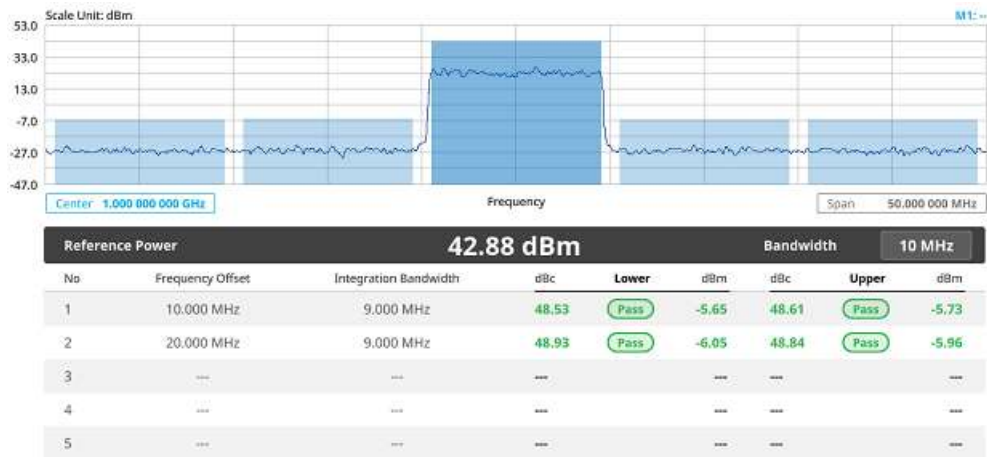 Scale Unit: dBm M1: --
53.0
33.0
13.0
-7.0
-27.0
-47.0
Center 1.000 000 000 GHz Frequency Span 50.000 000 MHz
Reference Power 42.88 dBm Bandwidth 10 MHz
No Frequency Offset Integration Bandwidth dBc Lower dBm dBc Upper dBm
1 10.000 MHz 9.000 MHz 48.53 Pass -5.65 48.61 Pass -5.73
2 20.000 MHz 9.000 MHz 48.93 Pass -6.05 48.84 Pass -5.96
3 --- --- --- --- --- ---
4 --- --- --- --- --- ---
5 --- --- --- --- --- ---